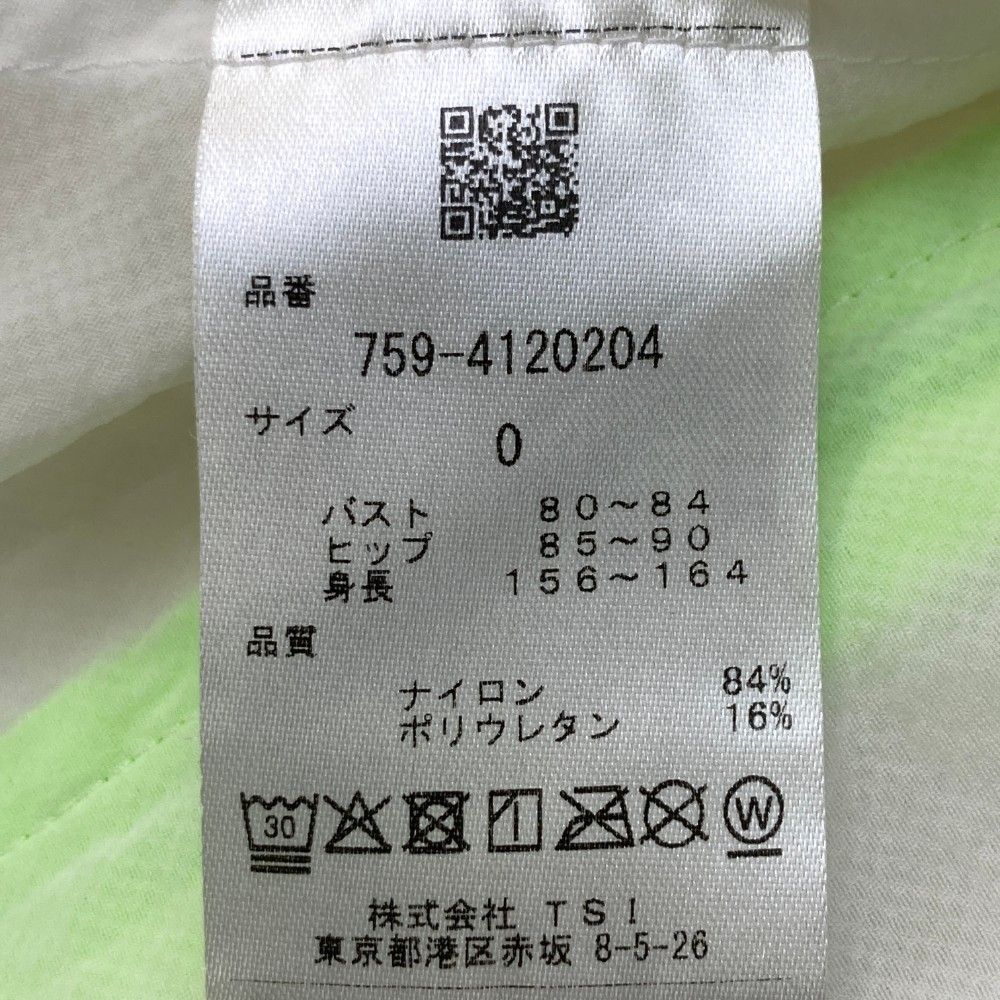 品番
759-4120204
サイズ
0
バスト 80～84
ヒップ 85～90
身長 156～164
品質
ナイロン 84%
ポリウレタン 16%
30
W
株式会社 TSI
東京都港区赤坂 8-5-26